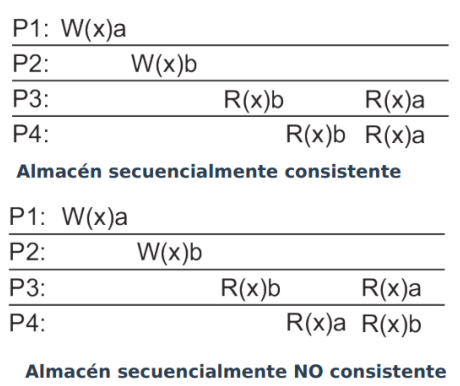 P1: W(x)a
P2: W(x)b
P3: R(x)b R(x)a
P4: R(x)b R(x)a
Almacén secuencialmente consistente
P1: W(x)a
P2: W(x)b
P3: R(x)b R(x)a
P4: R(x)a R(x)b
Almacén secuencialmente NO consistente